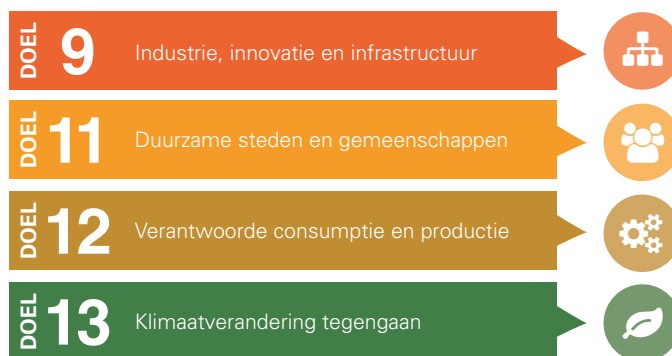 DOEL 9 Industrie, innovatie en infrastructuur
DOEL 11 Duurzame steden en gemeenschappen
DOEL 12 Verantwoorde consumptie en productie
DOEL 13 Klimaatverandering tegengaan